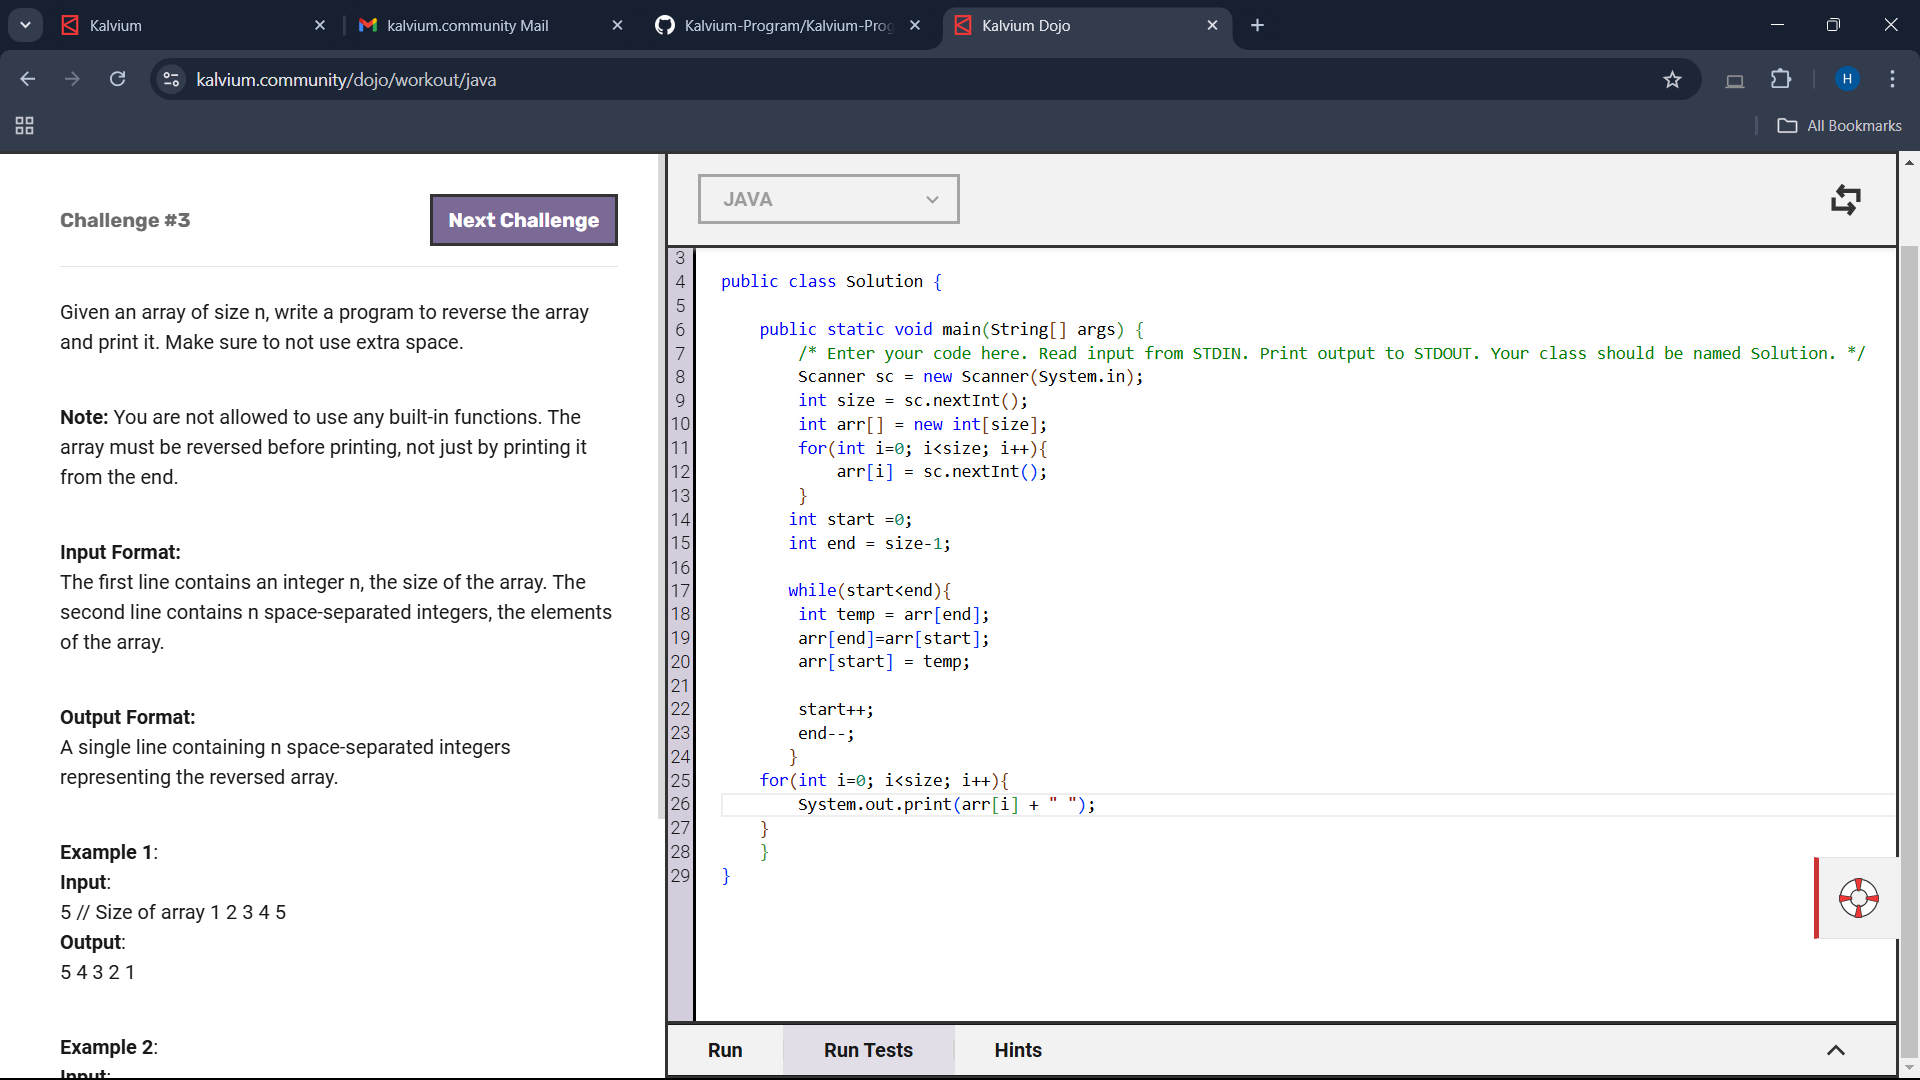 Kalvium
kalvium.community Mail
Kalvium-Program/Kalvium-Prog
Kalvium Dojo
kalvium.community/dojo/workout/java
H
All Bookmarks
Challenge #3
Next Challenge
Given an array of size n, write a program to reverse the array
and print it. Make sure to not use extra space.
Note: You are not allowed to use any built-in functions. The
array must be reversed before printing, not just by printing it
from the end.
Input Format:
The first line contains an integer n, the size of the array. The
second line contains n space-separated integers, the elements
of the array.
Output Format:
A single line containing n space-separated integers
representing the reversed array.
Example 1:
Input:
5 // Size of array 1 2 3 4 5
Output:
5 4 3 2 1
Example 2:
Input:
JAVA
3
4 public class Solution {
5
6 public static void main(String[] args) {
7 /* Enter your code here. Read input from STDIN. Print output to STDOUT. Your class should be named Solution. */
8 Scanner sc = new Scanner(System.in);
9 int size = sc.nextInt();
10 int arr[] = new int[size];
11 for(int i=0; i<size; i++){
12 arr[i] = sc.nextInt();
13 }
14 int start =0;
15 int end = size-1;
16
17 while(start<end){
18 int temp = arr[end];
19 arr[end]=arr[start];
20 arr[start] = temp;
21
22 start++;
23 end--;
24 }
25 for(int i=0; i<size; i++){
26 System.out.print(arr[i] + " ");
27 }
28 }
29 }
Run
Run Tests
Hints